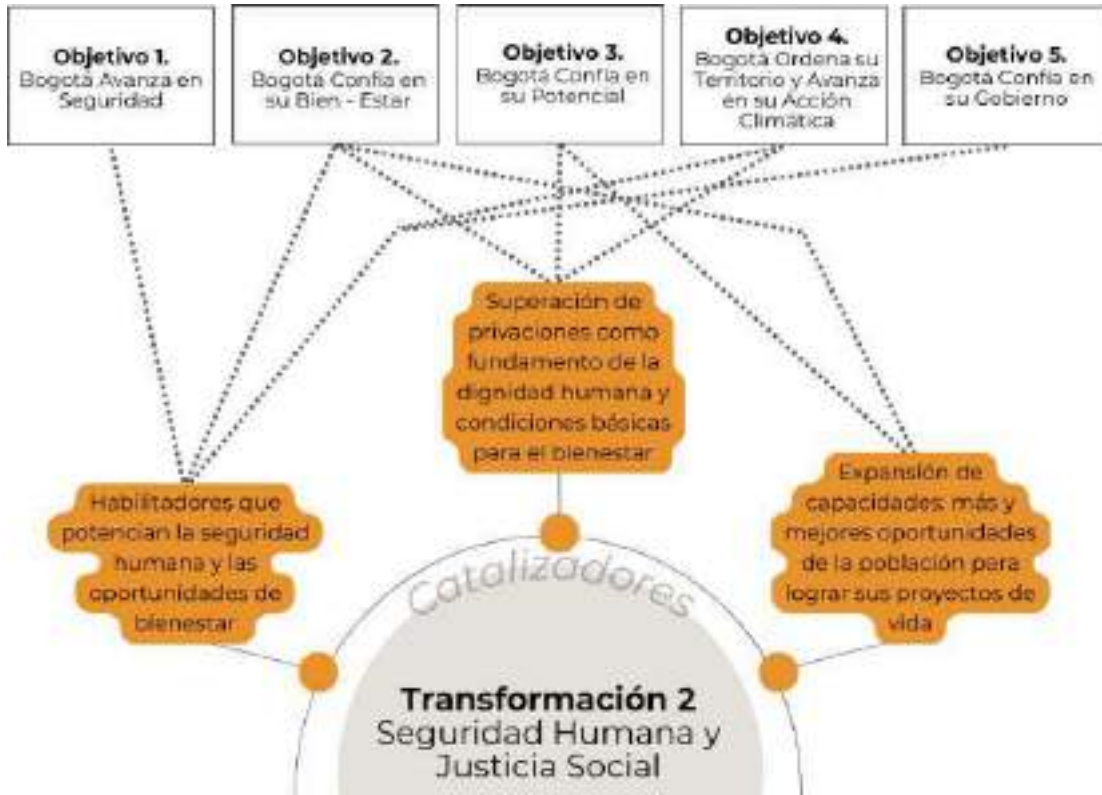 Objetivo 1.
Bogotá Avanza en
Seguridad
Objetivo 2.
Bogotá Confía en
su Bien - Estar
Objetivo 3.
Bogotá Confía en
su Potencial
Objetivo 4.
Bogotá Ordena su
Territorio y Avanza
en su Acción
Climática
Objetivo 5.
Bogotá Confía en
su Gobierno
Superación de
privaciones como
fundamento de la
dignidad humana y
condiciones básicas
para el bienestar
Habilitadores que
potencian la seguridad
humana y las
oportunidades de
bienestar
Expansión de
capacidades: más y
mejores oportunidades
de la población para
lograr sus proyectos de
vida
Catalizadores
Transformación 2
Seguridad Humana y
Justicia Social